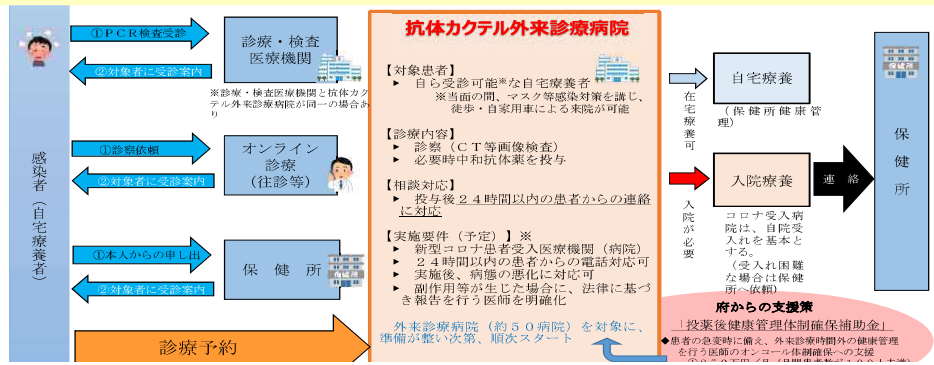 感染者（自宅療養者）
①ＰＣＲ検査受診
②対象者に受診案内
診療・検査
医療機関
※診療・検査医療機関と抗体カク
テル外来診療病院が同一の場合あ
り
①診察依頼
②対象者に受診案内
オンライン
診療
（往診等）
①本人からの申し出
②対象者に受診案内
保健所
診療予約
抗体カクテル外来診療病院
【対象患者】
▶ 自ら受診可能※な自宅療養者
※当面の間、マスク等感染対策を講じ、
徒歩・自家用車による来院が可能
【診療内容】
▶ 診察（ＣＴ等画像検査）
▶ 必要時中和抗体薬を投与
【相談対応】
▶ 投与後２４時間以内の患者からの連絡
に対応
【実施要件（予定）】※
▶ 新型コロナ患者受入医療機関（病院）
▶ ２４時間以内の患者からの電話対応可
▶ 実施後、病態の悪化に対応可
▶ 副作用等が生じた場合に、法律に基づ
き報告を行う医師を明確化
外来診療病院（約５０病院）を対象に、
準備が整い次第、順次スタート
在宅療養可
自宅療養
（保健所健康管
理）
入院が必要
入院療養
コロナ受入病
院は、自院受
入れを基本と
する。
（受入れ困難
な場合は保健
所へ依頼）
連絡
保健所
保健所
府からの支援策
「投薬後健康管理体制確保補助金」
◆患者の急変時に備え、外来診療時間外の健康管理
を行う医師のオンコール体制確保への支援